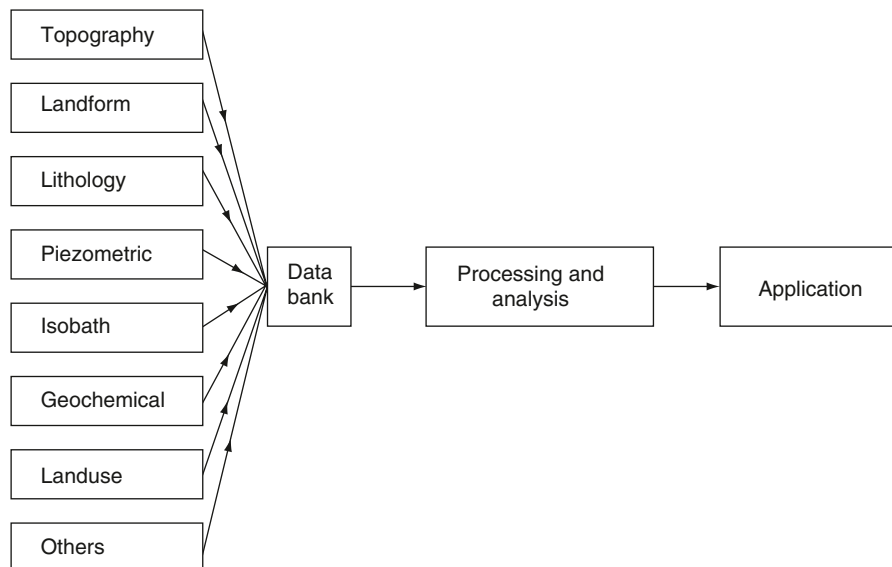 Topography
Landform
Lithology
Piezometric
Isobath
Geochemical
Landuse
Others
Data
bank
Processing and
analysis
Application